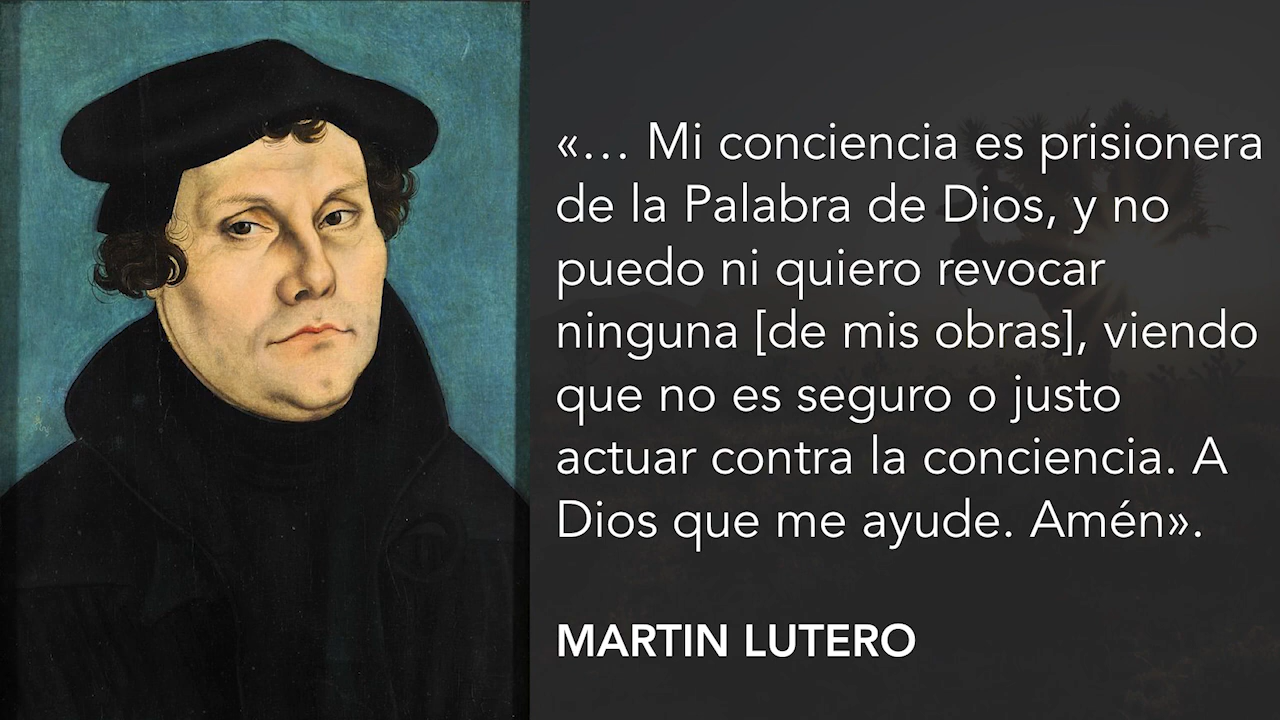 «... Mi conciencia es prisionera
de la Palabra de Dios, y no
puedo ni quiero revocar
ninguna [de mis obras], viendo
que no es seguro o justo
actuar contra la conciencia. A
Dios que me ayude. Amén».
MARTIN LUTERO